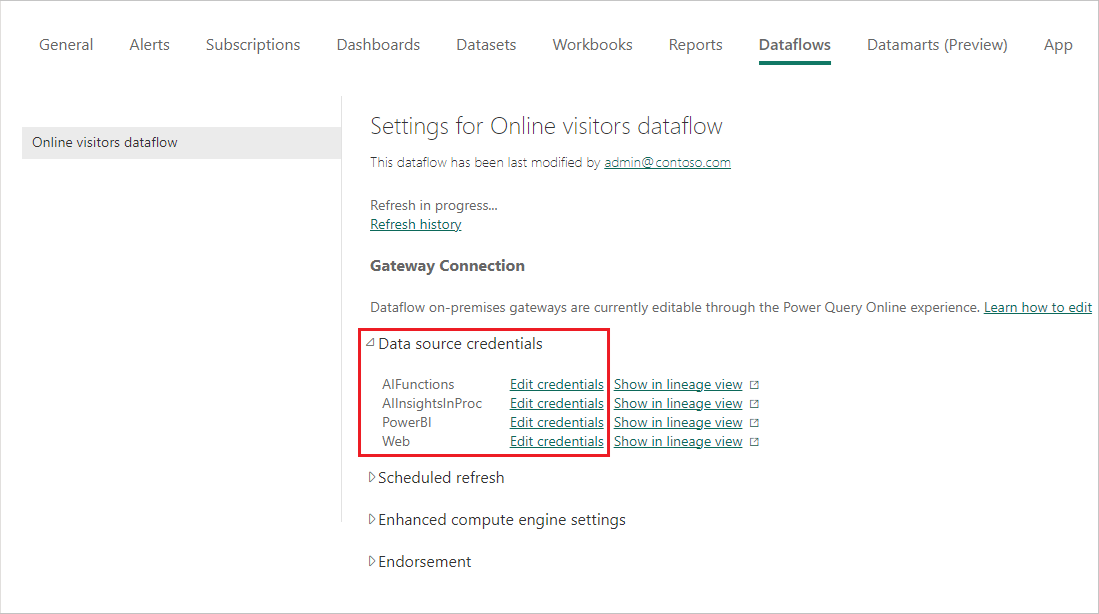 General Alerts Subscriptions Dashboards Datasets Workbooks Reports Dataflows Datamarts (Preview) App
Online visitors dataflow
Settings for Online visitors dataflow
This dataflow has been last modified by admin@contoso.com
Refresh in progress...
Refresh history
Gateway Connection
Dataflow on-premises gateways are currently editable through the Power Query Online experience. Learn how to edit
Data source credentials
AIFunctions Edit credentials Show in lineage view
AIInsightsInProc Edit credentials Show in lineage view
PowerBI Edit credentials Show in lineage view
Web Edit credentials Show in lineage view
Scheduled refresh
Enhanced compute engine settings
Endorsement